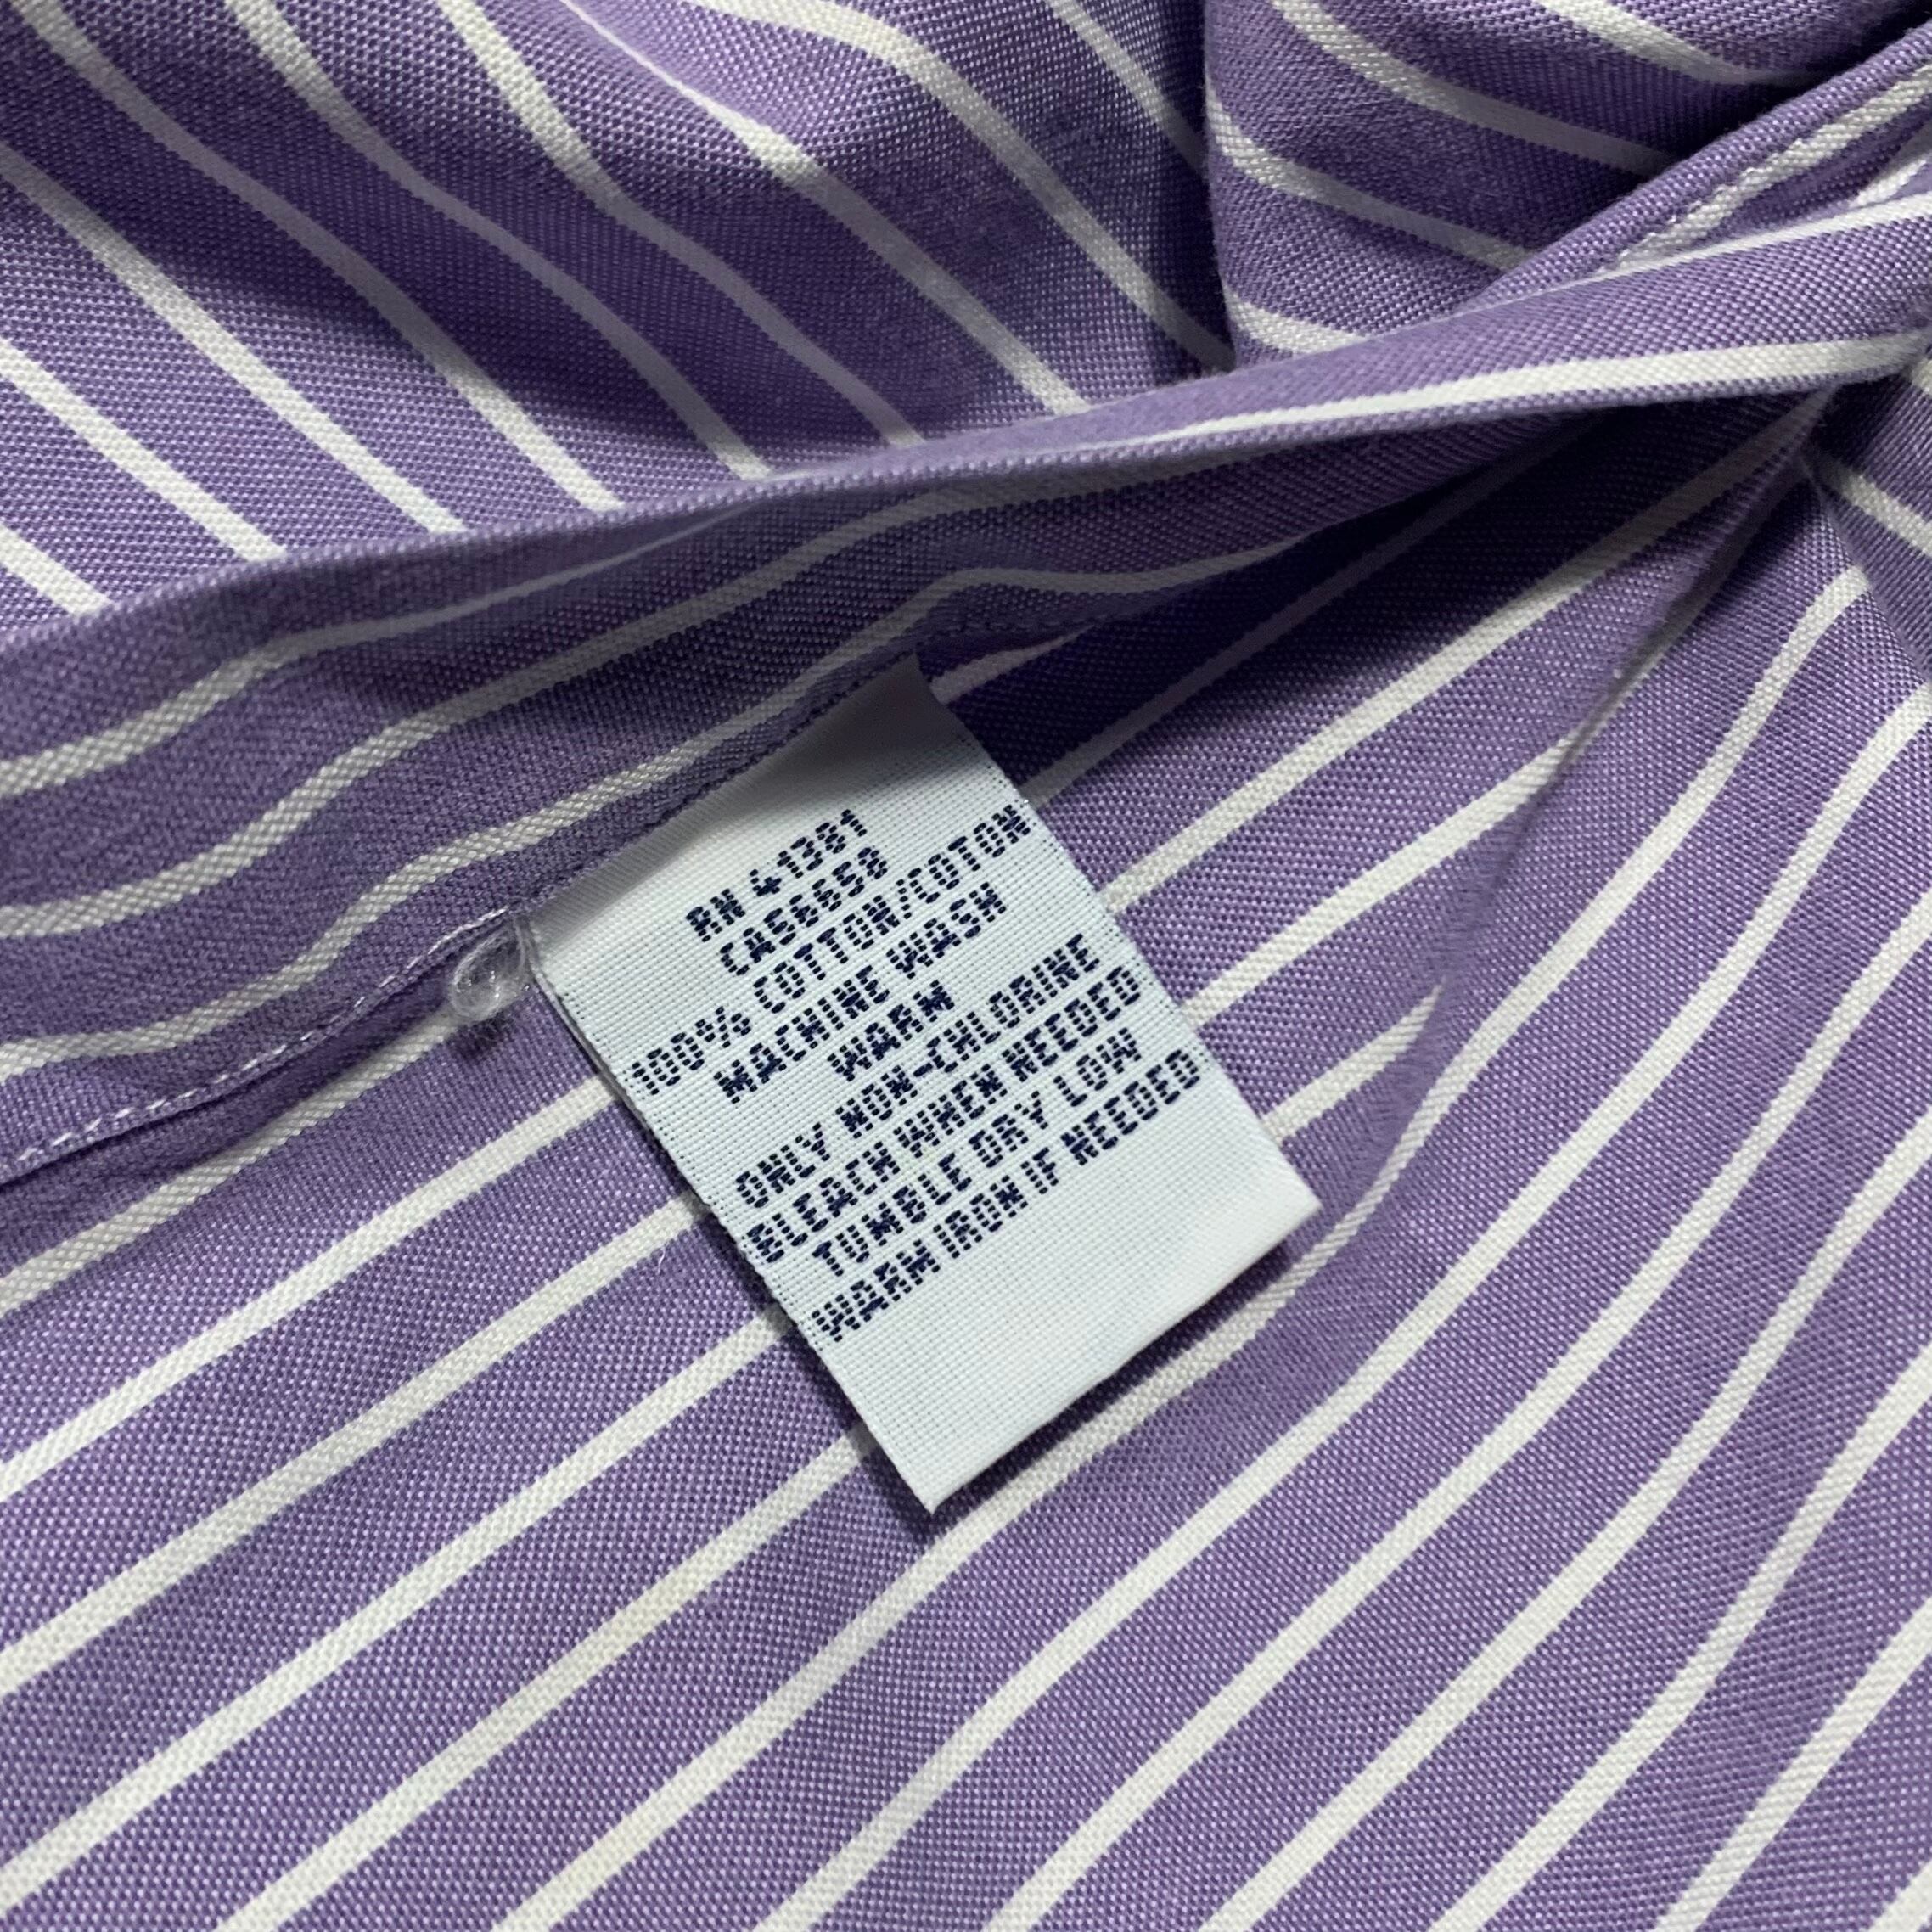 RN 41381
CA56658
100% COTTON/COTON
MACHINE WASH
WARM
ONLY NON-CHLORINE
BLEACH WHEN NEEDED
TUMBLE DRY LOW
WARM IRON IF NEEDED